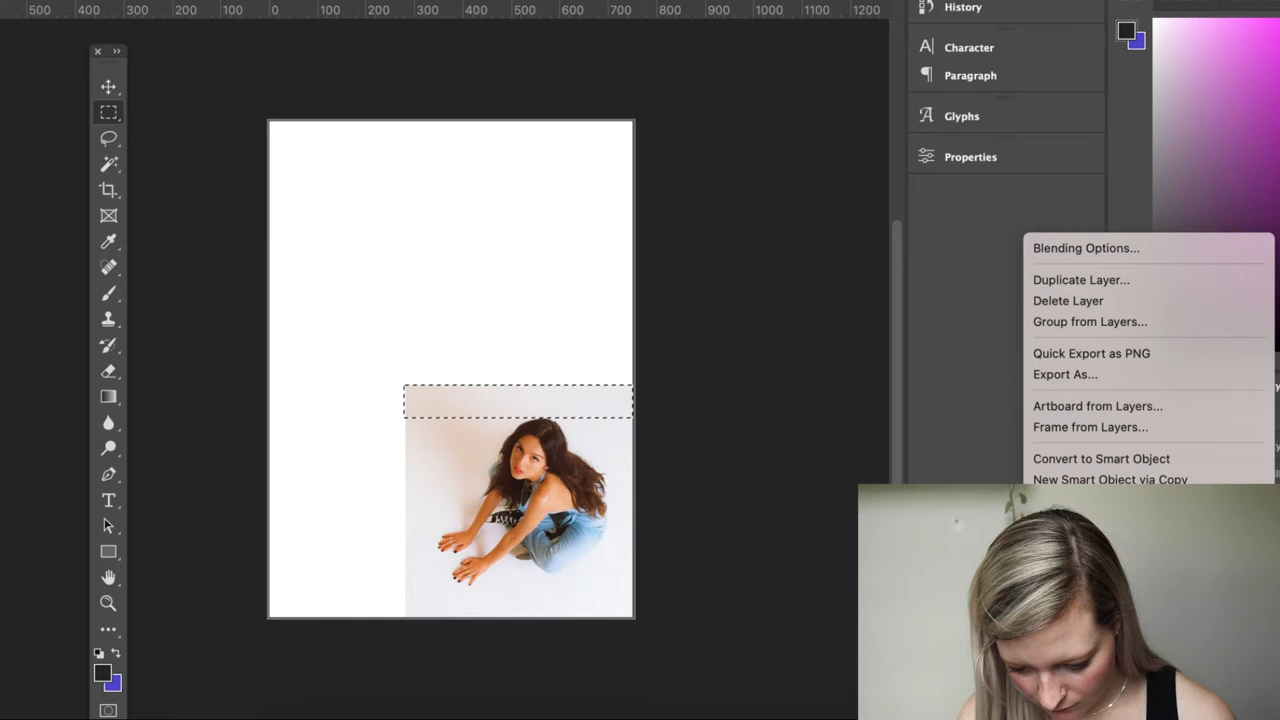 500 400 300 200 100 0 100 200 300 400 500 600 700 800 900 1000 1100 1200
History
Character
Paragraph
Glyphs
Properties
Blending Options...
Duplicate Layer...
Delete Layer
Group from Layers...
Quick Export as PNG
Export As...
Artboard from Layers...
Frame from Layers...
Convert to Smart Object
New Smart Object via Copy